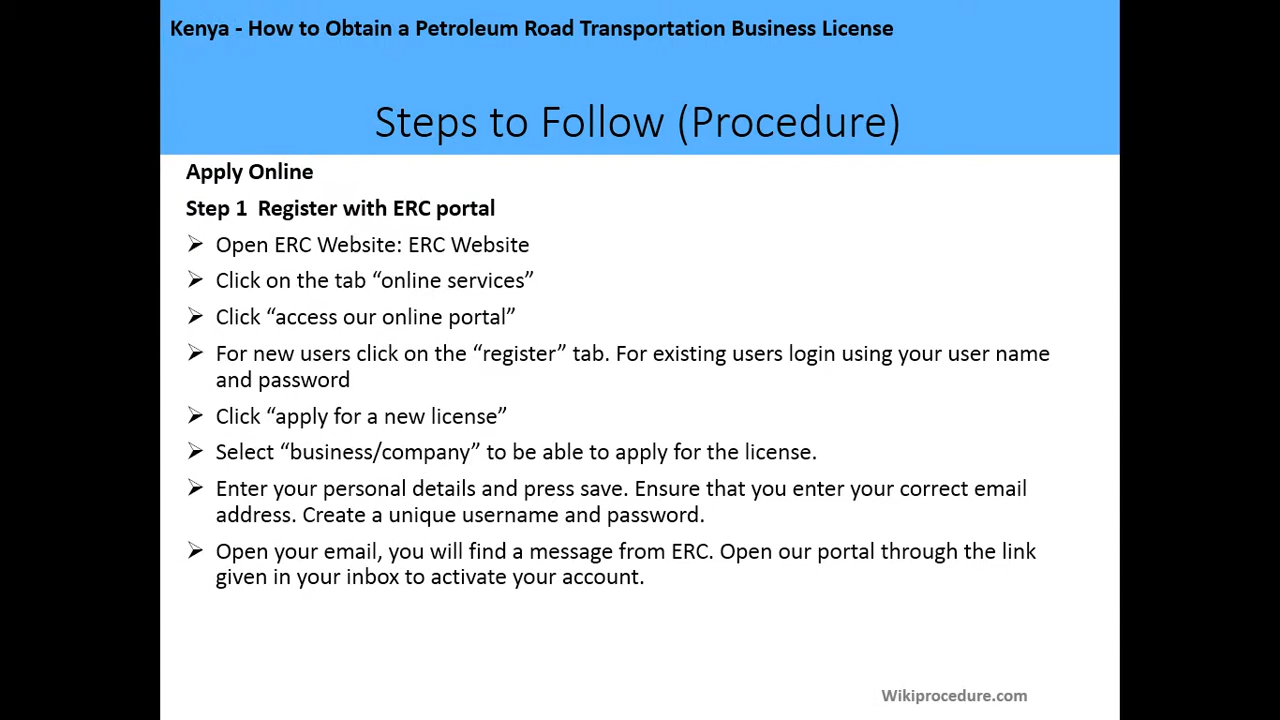 Kenya - How to Obtain a Petroleum Road Transportation Business License
Steps to Follow (Procedure)
Apply Online
Step 1  Register with ERC portal
➢ Open ERC Website: ERC Website
➢ Click on the tab “online services”
➢ Click “access our online portal”
➢ For new users click on the “register” tab. For existing users login using your user name
and password
➢ Click “apply for a new license”
➢ Select “business/company” to be able to apply for the license.
➢ Enter your personal details and press save. Ensure that you enter your correct email
address. Create a unique username and password.
➢ Open your email, you will find a message from ERC. Open our portal through the link
given in your inbox to activate your account.
Wikiprocedure.com